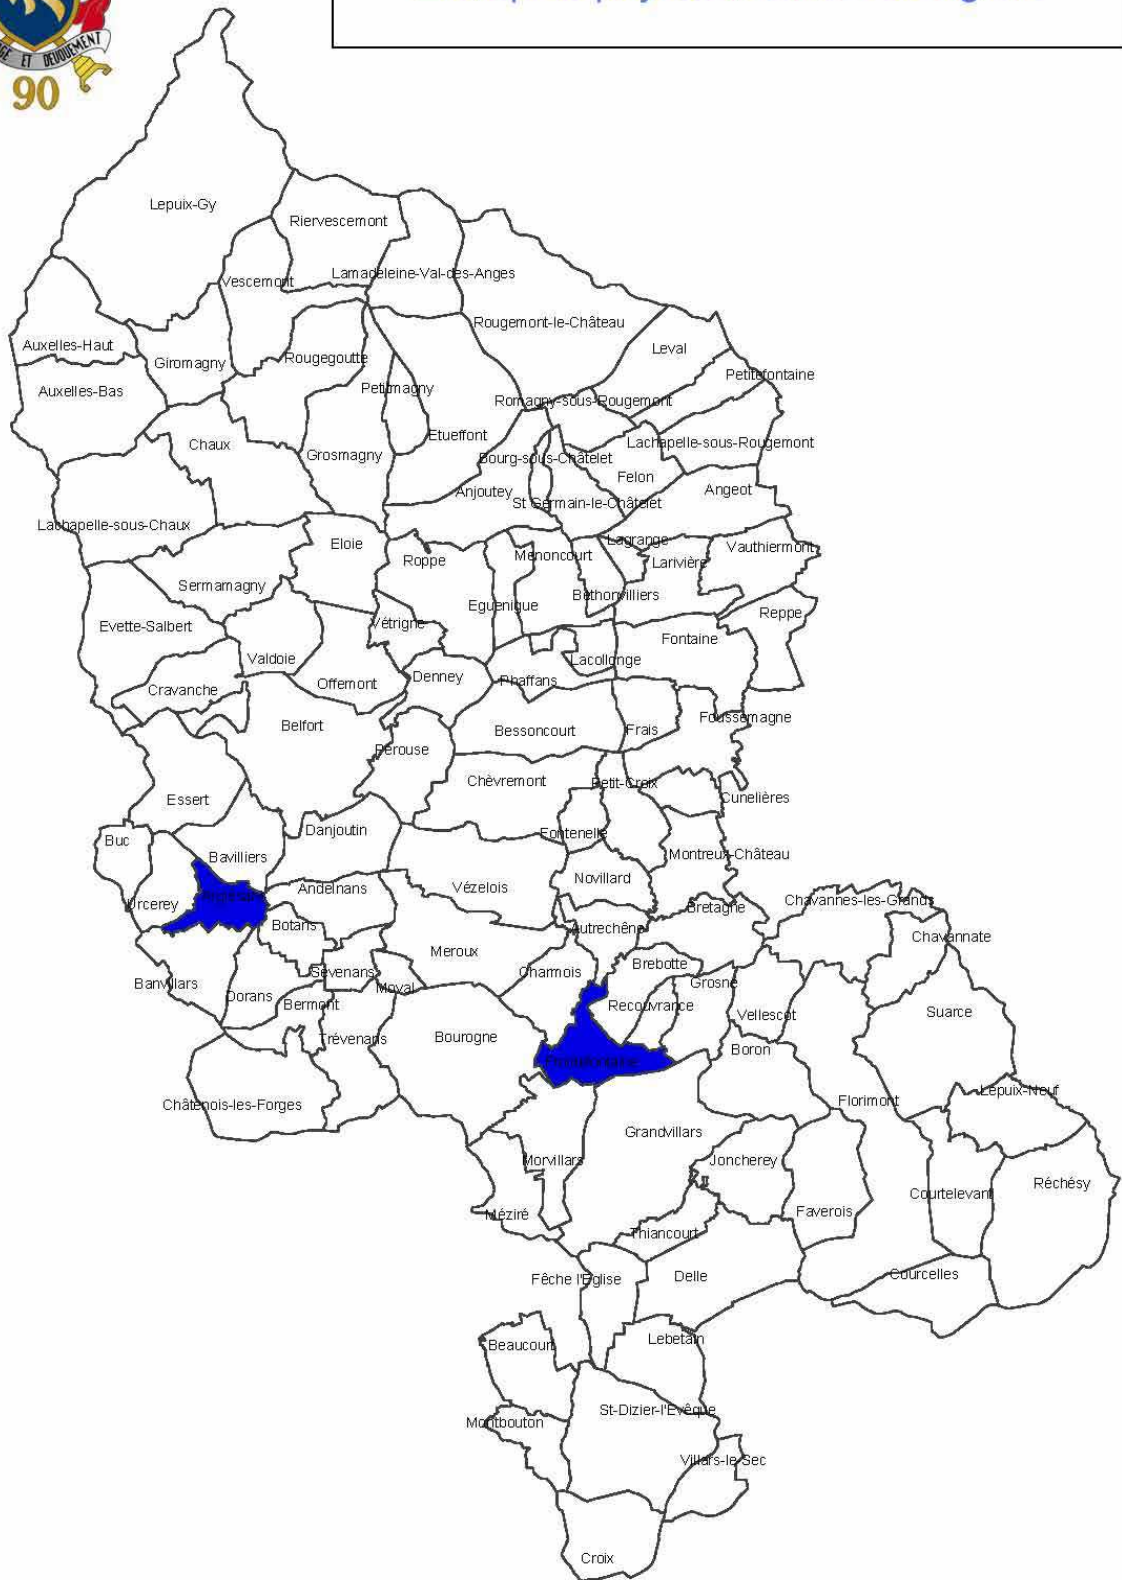 ET DEVOUEMENT
90
Lepuix-Gy
Riervescemont
Vescemont
Lamadeleine-Val-des-Anges
Rougemont-le-Château
Auxelles-Haut
Giromagny
Rougegoutte
Leval
Petitefontaine
Auxelles-Bas
Petitmagny
Romagny-sous-Rougemont
Chaux
Etueffont
Lachapelle-sous-Rougemont
Grosmagny
Bourg-sous-Châtelet
Felon
Anjoutey
Angeot
St Germain-le-Châtelet
Lachapelle-sous-Chaux
Eloie
Roppe
Menoncourt
Lagrange
Larivière
Vauthiermont
Sermamagny
Eguenigue
Bethonvilliers
Reppe
Evette-Salbert
Vétrigne
Fontaine
Valdoie
Lacollonge
Cravanche
Offemont
Denney
Phaffans
Belfort
Bessoncourt
Frais
Foussemagne
Pérouse
Chèvremont
Petit-Croix
Cunelières
Essert
Danjoutin
Fontenelle
Buc
Bavilliers
Montreux-Château
Andelnans
Vézelois
Novillard
Urcerey
Botans
Bretagne
Chavannes-les-Grands
Autrechêne
Chavannate
Meroux
Banvillars
Sévenans
Charmois
Brebotte
Dorans
Bermont
Moval
Recouvrance
Grosne
Vellescot
Suarce
Trévenans
Bourogne
Boron
Froidefontaine
Châtenois-les-Forges
Florimont
Lepuix-Neuf
Grandvillars
Morvillars
Joncherey
Méziré
Faverois
Courtelevant
Réchésy
Thiancourt
Fêche l'Eglise
Delle
Courcelles
Beaucourt
Lebetain
Montbouton
St-Dizier-l'Evêque
Villars-le-Sec
Croix